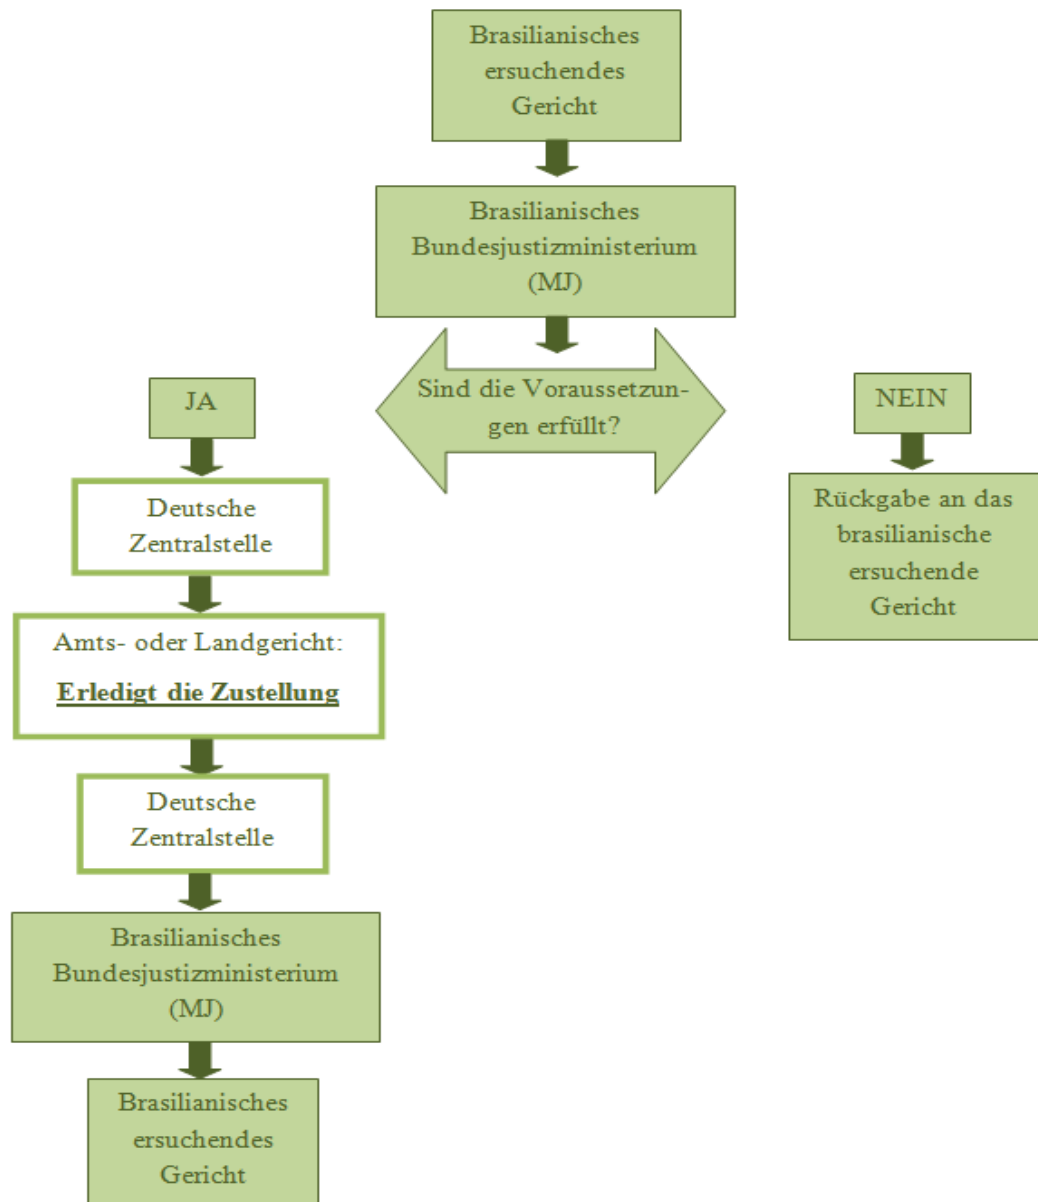 Brasilianisches
ersuchendes
Gericht
Brasilianisches
Bundesjustizministerium
(MJ)
Sind die Voraussetzun-
gen erfüllt?
JA
NEIN
Deutsche
Zentralstelle
Rückgabe an das
brasilianische
ersuchende
Gericht
Amts- oder Landgericht:
Erledigt die Zustellung
Deutsche
Zentralstelle
Brasilianisches
Bundesjustizministerium
(MJ)
Brasilianisches
ersuchendes
Gericht